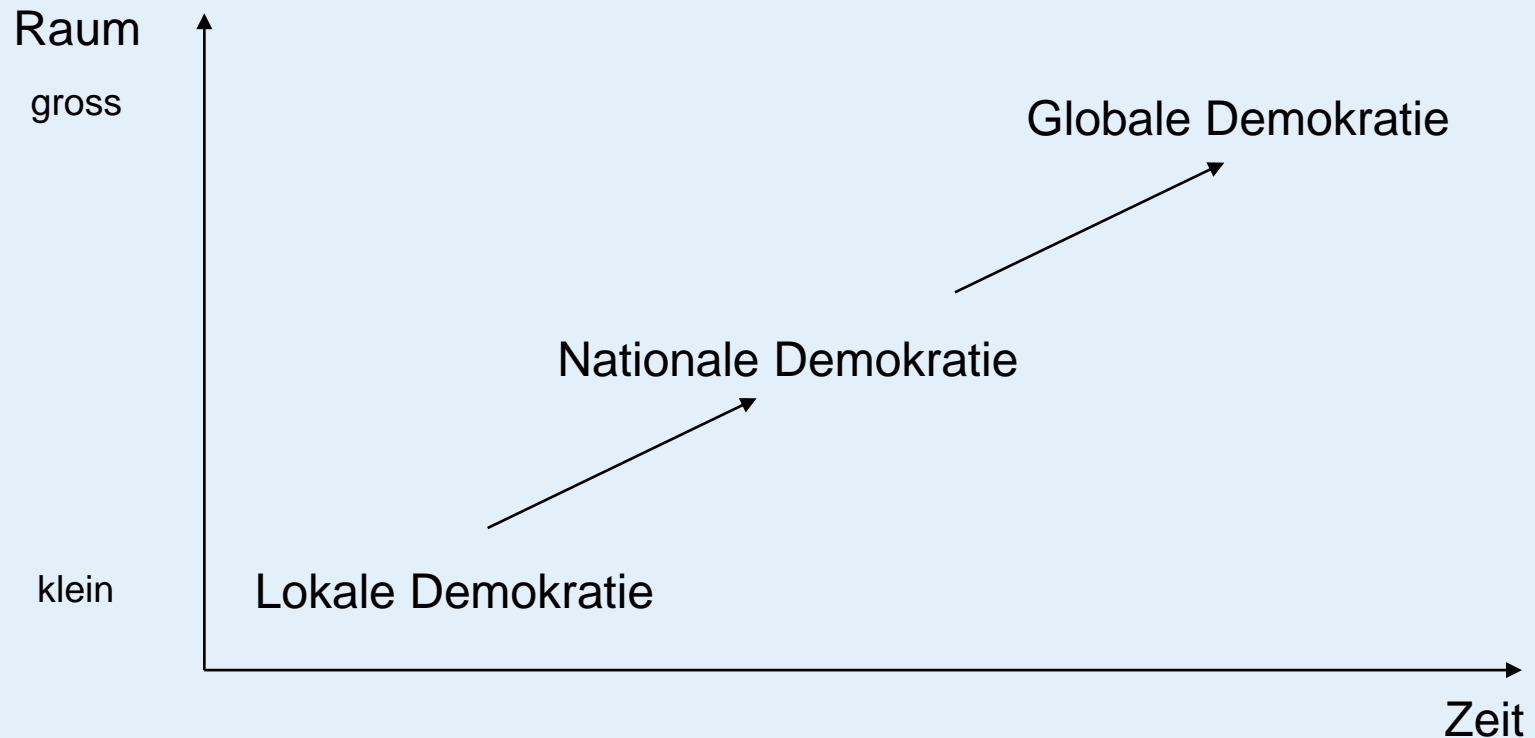 Raum
gross
Globale Demokratie
Nationale Demokratie
klein
Lokale Demokratie
Zeit